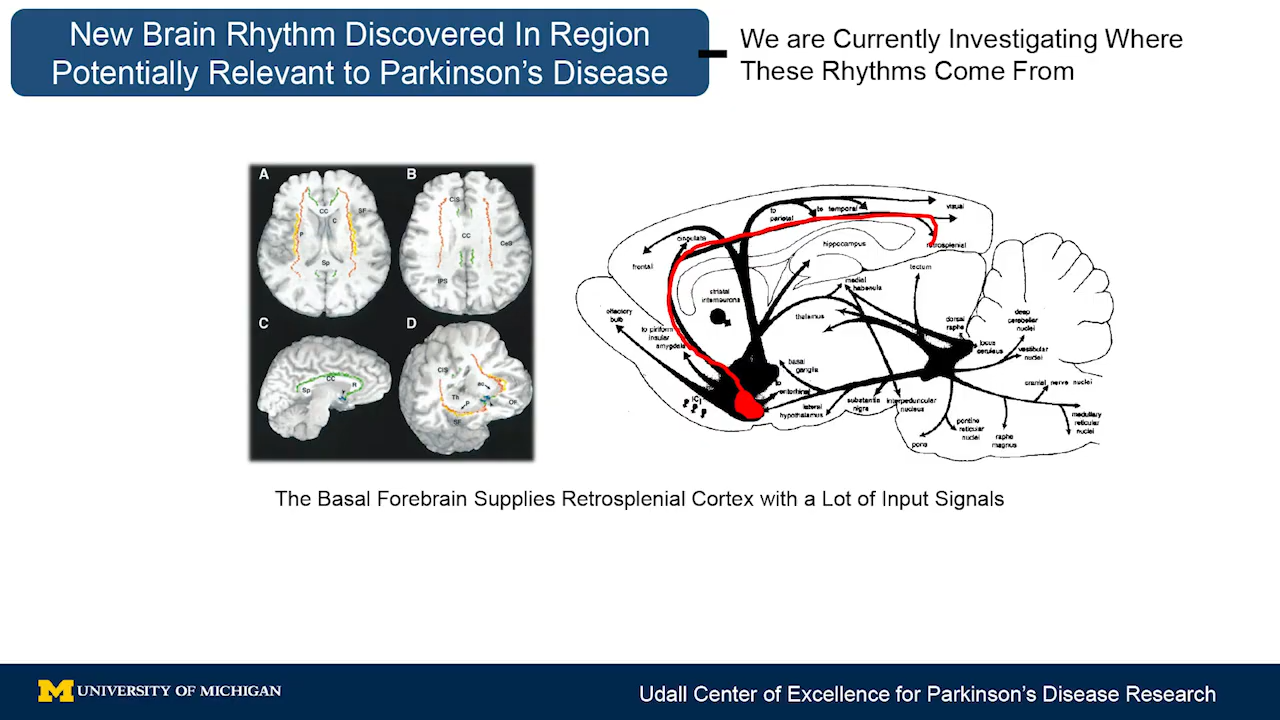 New Brain Rhythm Discovered In Region
Potentially Relevant to Parkinson's Disease
We are Currently Investigating Where
These Rhythms Come From
A
B
CC
C
SF
P
Sp
CiS
CC
CeS
IPS
C
D
Sp
CC
R
CiS
Th
P
SF
ac
OF
to
parietal
to temporal
visual
cingulate
frontal
hippocampus
retrosplenial
striatal
interneurons
medial
habenula
tectum
thalamus
olfactory
bulb
to piriform
insular
amygdala
dorsal
raphe
deep
cerebellar
nuclei
locus
ceruleus
vestibular
nuclei
basal
ganglia
to
entorhinal
lateral
hypothalamus
substantia
nigra
interpeduncular
nucleus
cranial nerve nuclei
pons
pontine
reticular
nuclei
raphe
magnus
medullary
reticular
nuclei
The Basal Forebrain Supplies Retrosplenial Cortex with a Lot of Input Signals
M UNIVERSITY OF MICHIGAN
Udall Center of Excellence for Parkinson's Disease Research